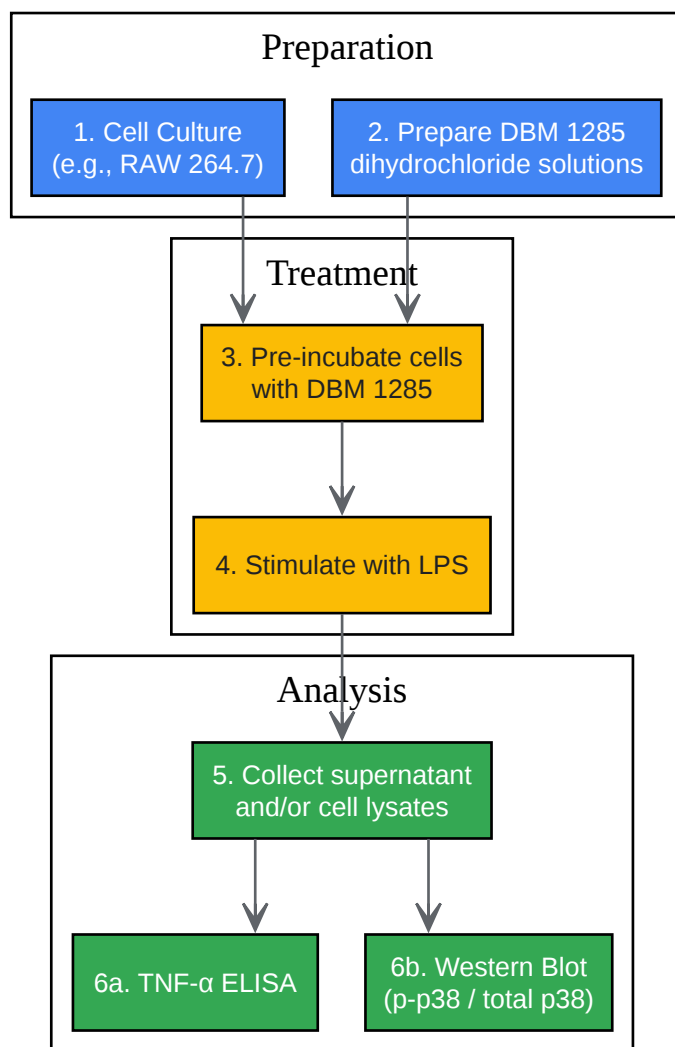 Preparation
1. Cell Culture
(e.g., RAW 264.7)
2. Prepare DBM 1285
dihydrochloride solutions
Treatment
3. Pre-incubate cells
with DBM 1285
4. Stimulate with LPS
Analysis
5. Collect supernatant
and/or cell lysates
6a. TNF-α ELISA
6b. Western Blot
(p-p38 / total p38)